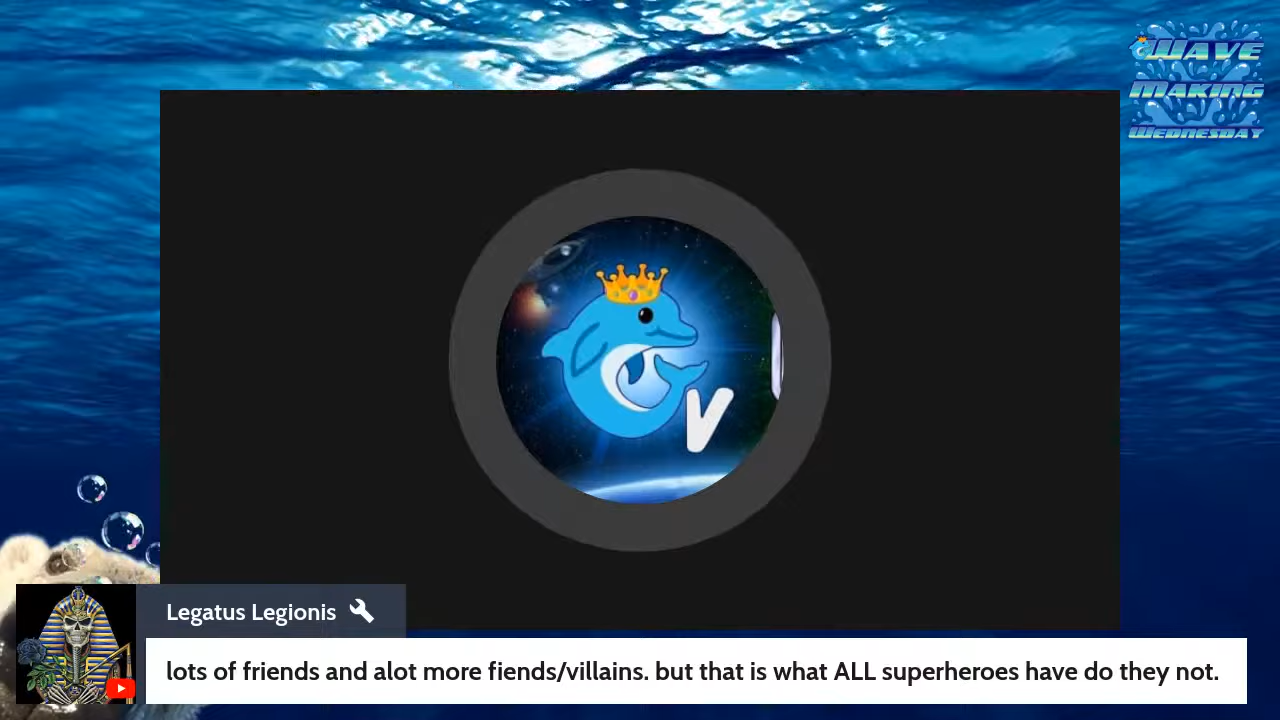 WAVE
MAKING
WEDNESDAY
V
Legatus Legionis
lots of friends and alot more fiends/villains. but that is what ALL superheroes have do they not.